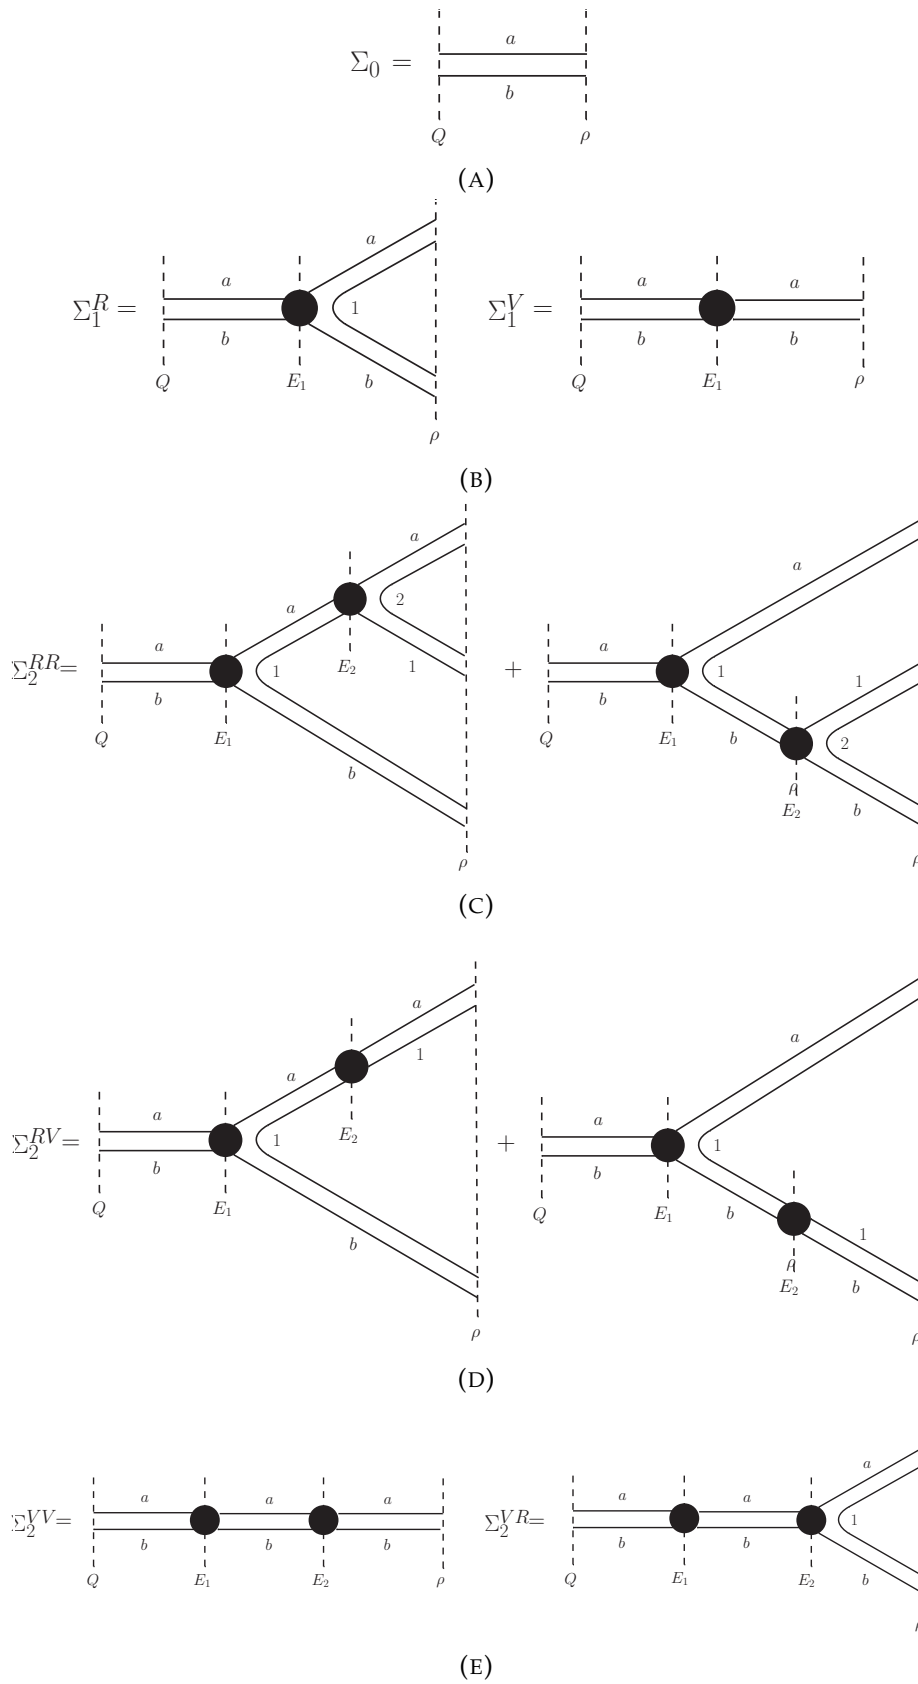 a
Σ₀ =
b
Q ρ
(A)
a a
Σ₁ᴿ = 1 Σ₁ⱽ =
b b b b
a a
Q E₁ Q E₁ ρ
ρ
(B)
a a
a 2 a 1
Σ₂ᴿᴿ= 1 E₂ 1 + 1
b b b 2
Q E₁ Q E₁ ρ
b E₂ b
ρ ρ
(C)
a a
a 1
E₂
a a
Σ₂ᴿⱽ= 1 + 1
b b b 1
Q E₁ Q E₁ ρ
b E₂ b
ρ ρ
(D)
a a a a a a
Σ₂ⱽⱽ= Σ₂ⱽᴿ= 1
b b b b b b
Q E₁ E₂ ρ Q E₁ E₂
ρ
(E)